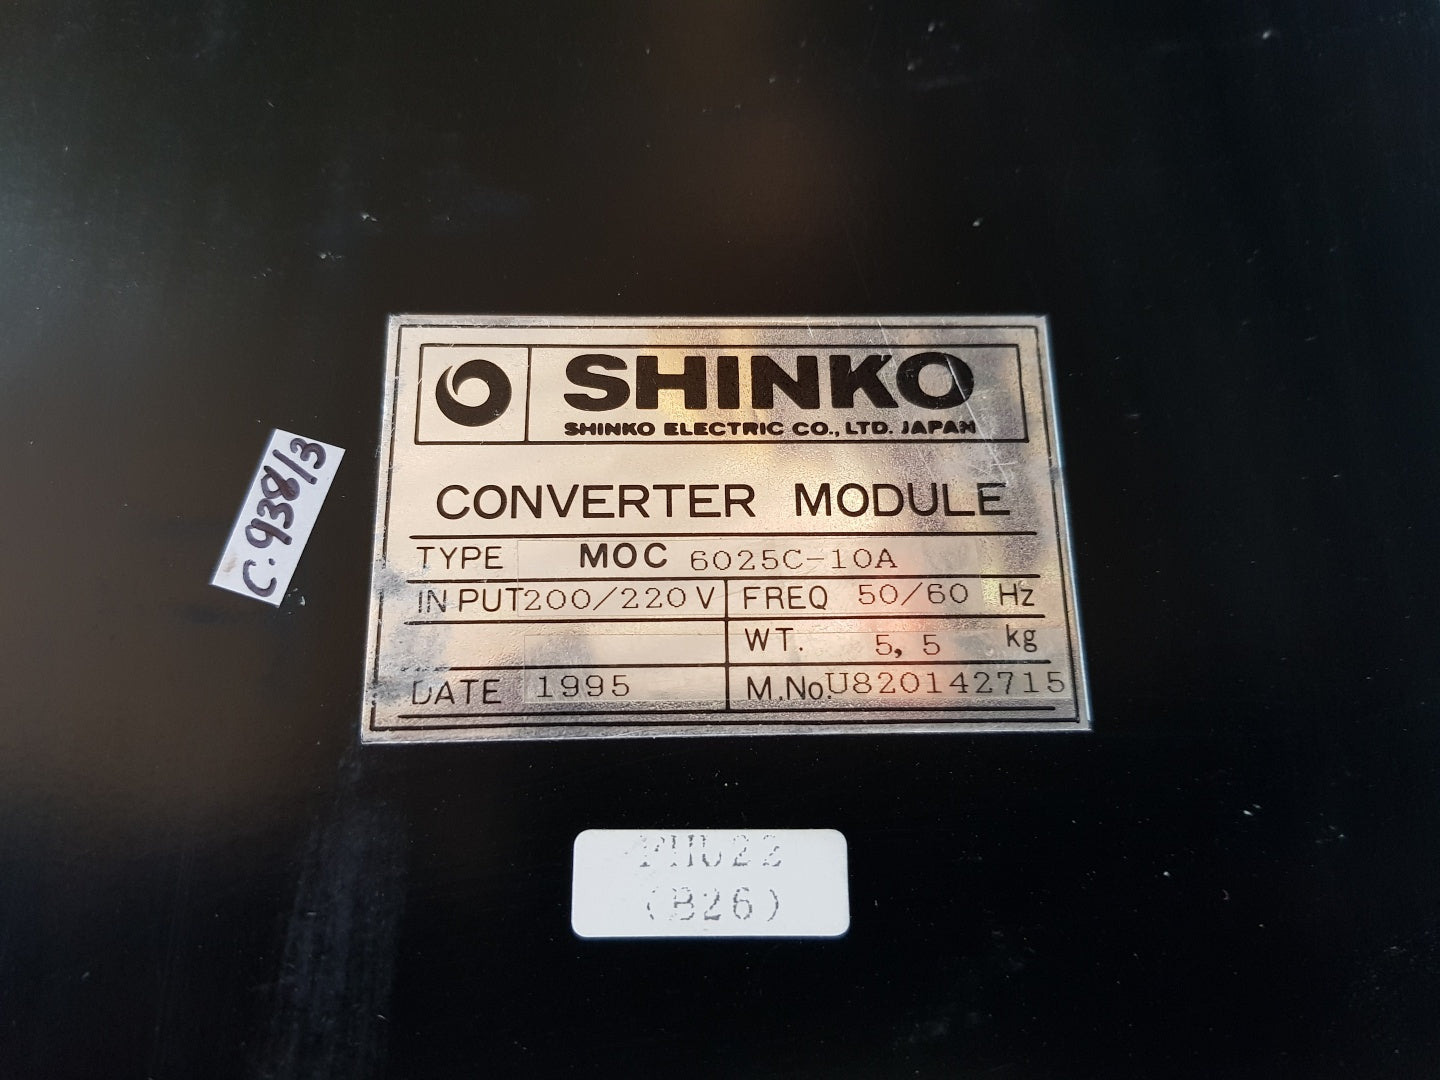 SHINKO
SHINKO ELECTRIC CO., LTD. JAPAN
CONVERTER MODULE
TYPE MOC 6025C-10A
INPUT 200/220 V FREQ 50/60 Hz
WT. 5,5 kg
DATE 1995 M.No. U820142715
C.938/3
(B26)